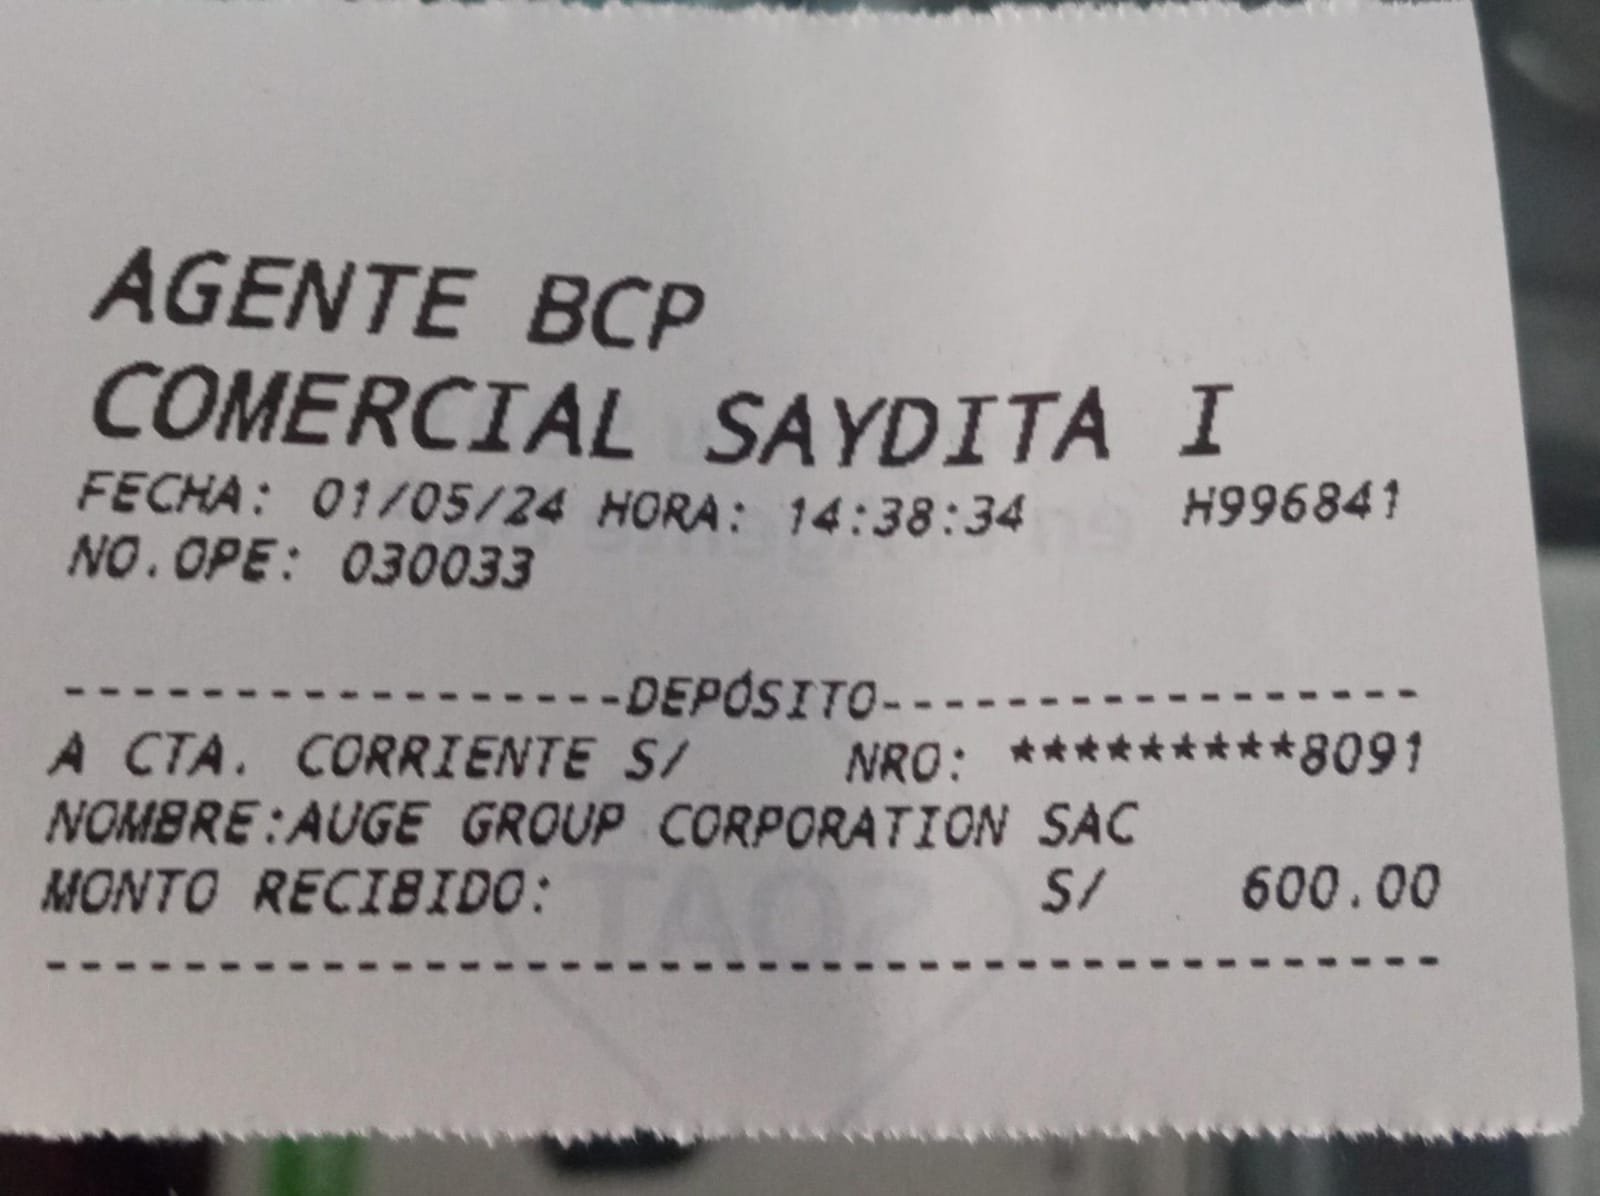 AGENTE BCP
COMERCIAL SAYDITA I
FECHA: 01/05/24 HORA: 14:38:34 H996841
NO.OPE: 030033
------------------DEPÓSITO------------------
A CTA. CORRIENTE S/ NRO: *********8091
NOMBRE:AUGE GROUP CORPORATION SAC
MONTO RECIBIDO: S/ 600.00
--------------------------------------------
SOAT